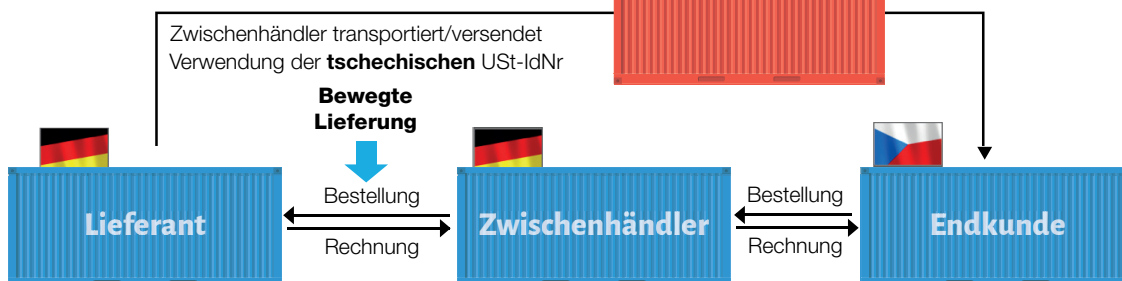 Zwischenhändler transportiert/versendet
Verwendung der tschechischen USt-IdNr
Bewegte
Lieferung
Lieferant
Bestellung
Rechnung
Zwischenhändler
Bestellung
Rechnung
Endkunde